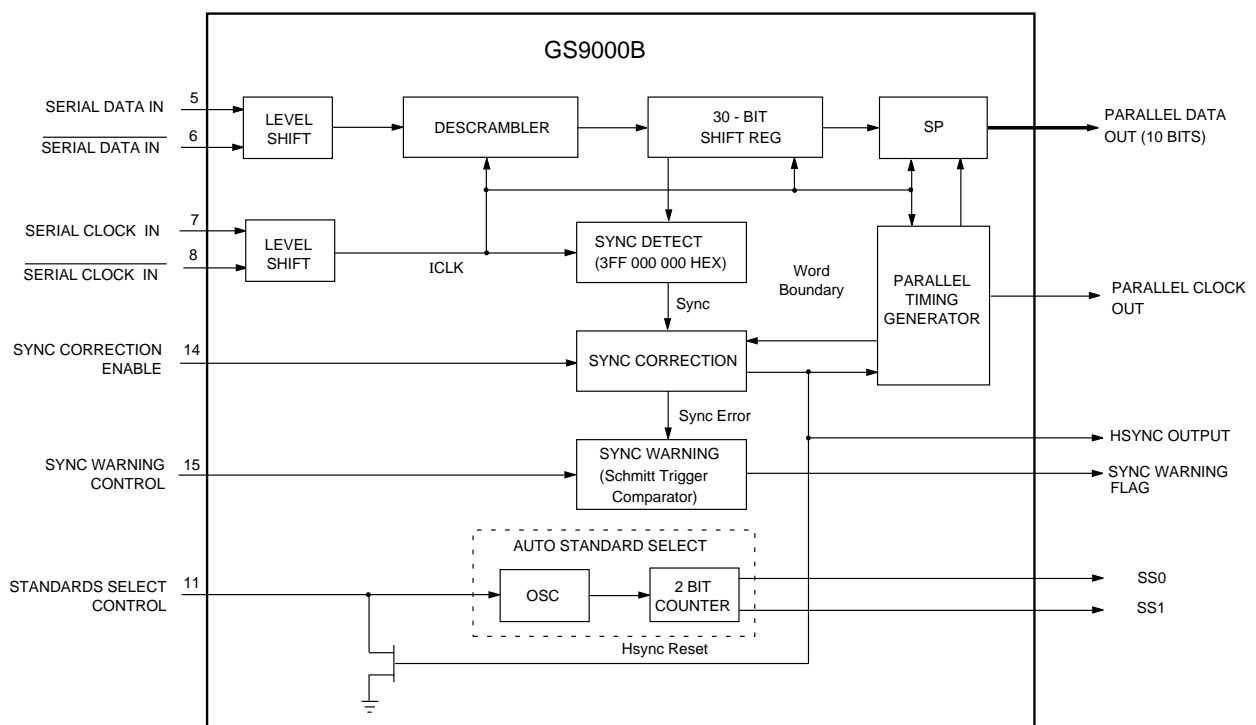 GS9000B
SERIAL DATA IN
5
SERIAL DATA IN
6
LEVEL
SHIFT
DESCRAMBLER
30 - BIT
SHIFT REG
SP
PARALLEL DATA
OUT (10 BITS)
SERIAL CLOCK IN
7
SERIAL CLOCK IN
8
LEVEL
SHIFT
ICLK
SYNC DETECT
(3FF 000 000 HEX)
Word
Boundary
PARALLEL
TIMING
GENERATOR
PARALLEL CLOCK
OUT
Sync
SYNC CORRECTION
ENABLE
14
SYNC CORRECTION
Sync Error
HSYNC OUTPUT
SYNC WARNING
CONTROL
15
SYNC WARNING
(Schmitt Trigger
Comparator)
SYNC WARNING
FLAG
AUTO STANDARD SELECT
STANDARDS SELECT
CONTROL
11
OSC
2 BIT
COUNTER
SS0
SS1
Hsync Reset